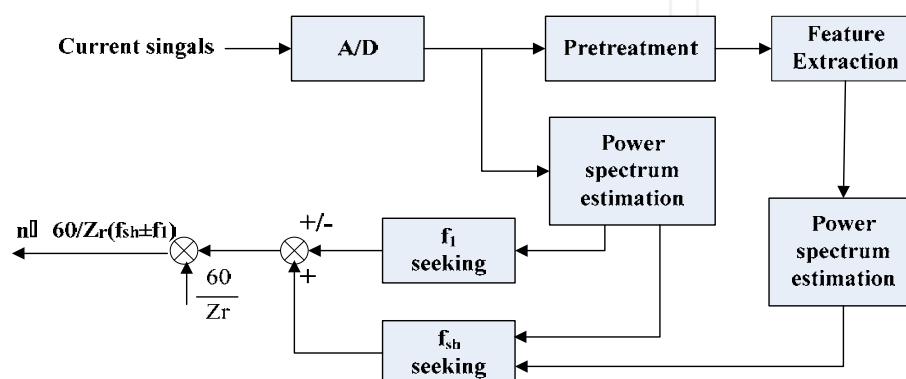 Current singals
A/D
Pretreatment
Feature
Extraction
Power
spectrum
estimation
Power
spectrum
estimation
n▯ 60/Zr(fsh±f1)
+/-
+
f1
seeking
60
Zr
fsh
seeking